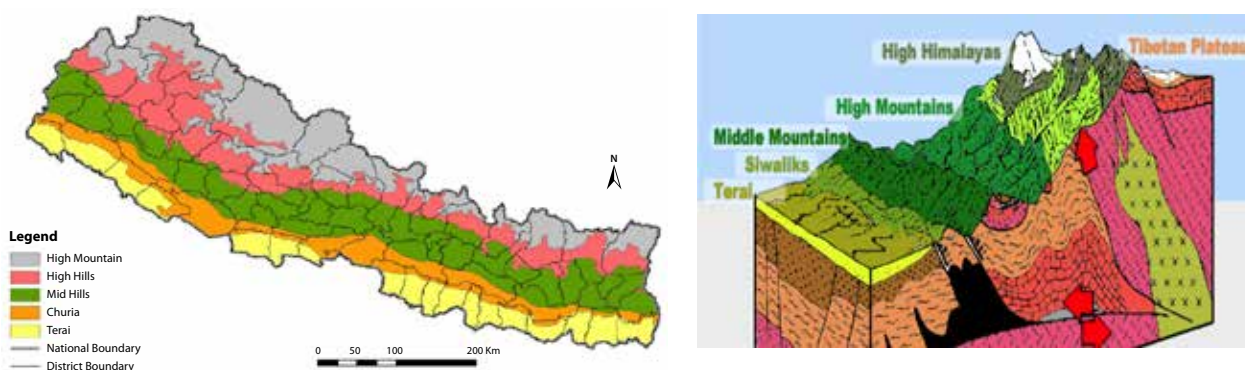 N
Legend
High Mountain
High Hills
Mid Hills
Churia
Terai
National Boundary
District Boundary
0 50 100 200 Km
High Himalayas
Tibetan Plateau
High Mountains
Middle Mountains
Siwaliks
Terai
X X X
X X X
X X X
X X X
X X X